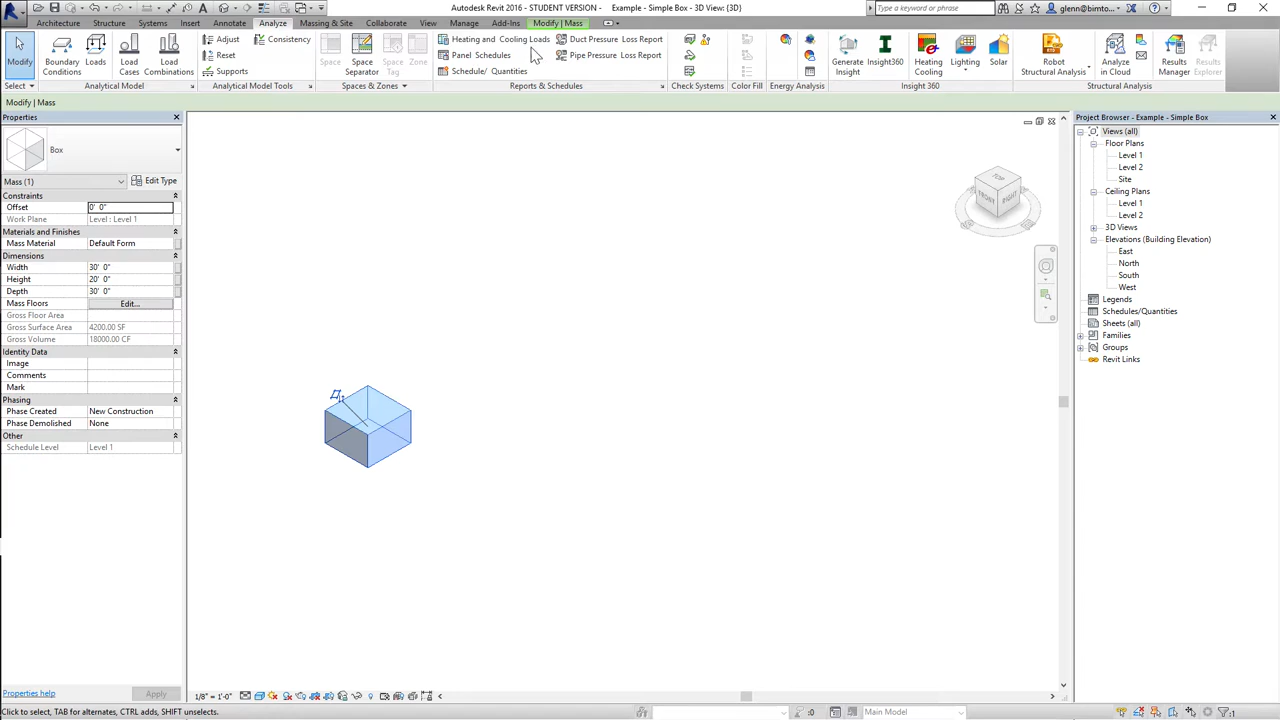 Autodesk Revit 2016 - STUDENT VERSION - Example - Simple Box - 3D View: {3D}
Type a keyword or phrase
glenn@bimto...
Architecture Structure Systems Insert Annotate Analyze Massing & Site Collaborate View Manage Add-Ins Modify | Mass
Modify
Boundary Conditions
Loads
Load Cases
Load Combinations
Adjust
Reset
Supports
Consistency
Space
Space Separator
Space Tag
Zone
Heating and Cooling Loads
Panel Schedules
Schedule/ Quantities
Duct Pressure Loss Report
Pipe Pressure Loss Report
Generate Insight
Insight360
Heating Cooling
Lighting
Solar
Robot Structural Analysis
Analyze in Cloud
Results Manager
Results Explorer
Select
Analytical Model
Analytical Model Tools
Spaces & Zones
Reports & Schedules
Check Systems
Color Fill
Energy Analysis
Insight 360
Structural Analysis
Modify | Mass
Properties
Box
Mass (1)
Edit Type
Constraints
Offset 0' 0"
Work Plane Level : Level 1
Materials and Finishes
Mass Material Default Form
Dimensions
Width 30' 0"
Height 20' 0"
Depth 30' 0"
Mass Floors Edit...
Gross Floor Area
Gross Surface Area 4200.00 SF
Gross Volume 18000.00 CF
Identity Data
Image
Comments
Mark
Phasing
Phase Created New Construction
Phase Demolished None
Other
Schedule Level Level 1
Properties help
Apply
TOP
FRONT
RIGHT
Project Browser - Example - Simple Box
Views (all)
Floor Plans
Level 1
Level 2
Site
Ceiling Plans
Level 1
Level 2
3D Views
Elevations (Building Elevation)
East
North
South
West
Legends
Schedules/Quantities
Sheets (all)
Families
Groups
Revit Links
1/8" = 1'-0"
Click to select, TAB for alternates, CTRL adds, SHIFT unselects.
:0
Main Model
:1